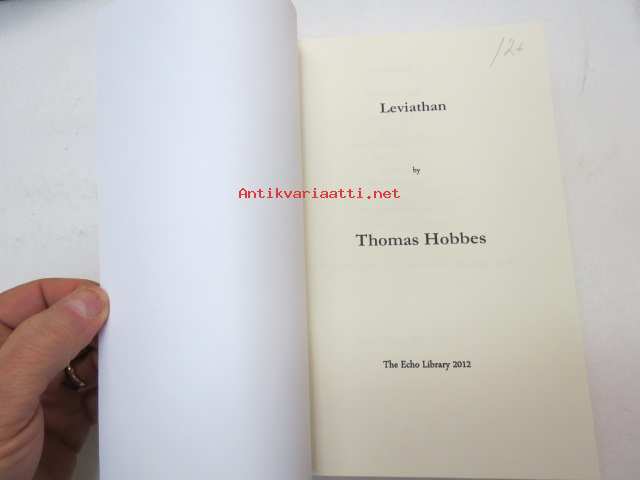 Leviathan
by
Antikvariaatti.net
Thomas Hobbes
The Echo Library 2012